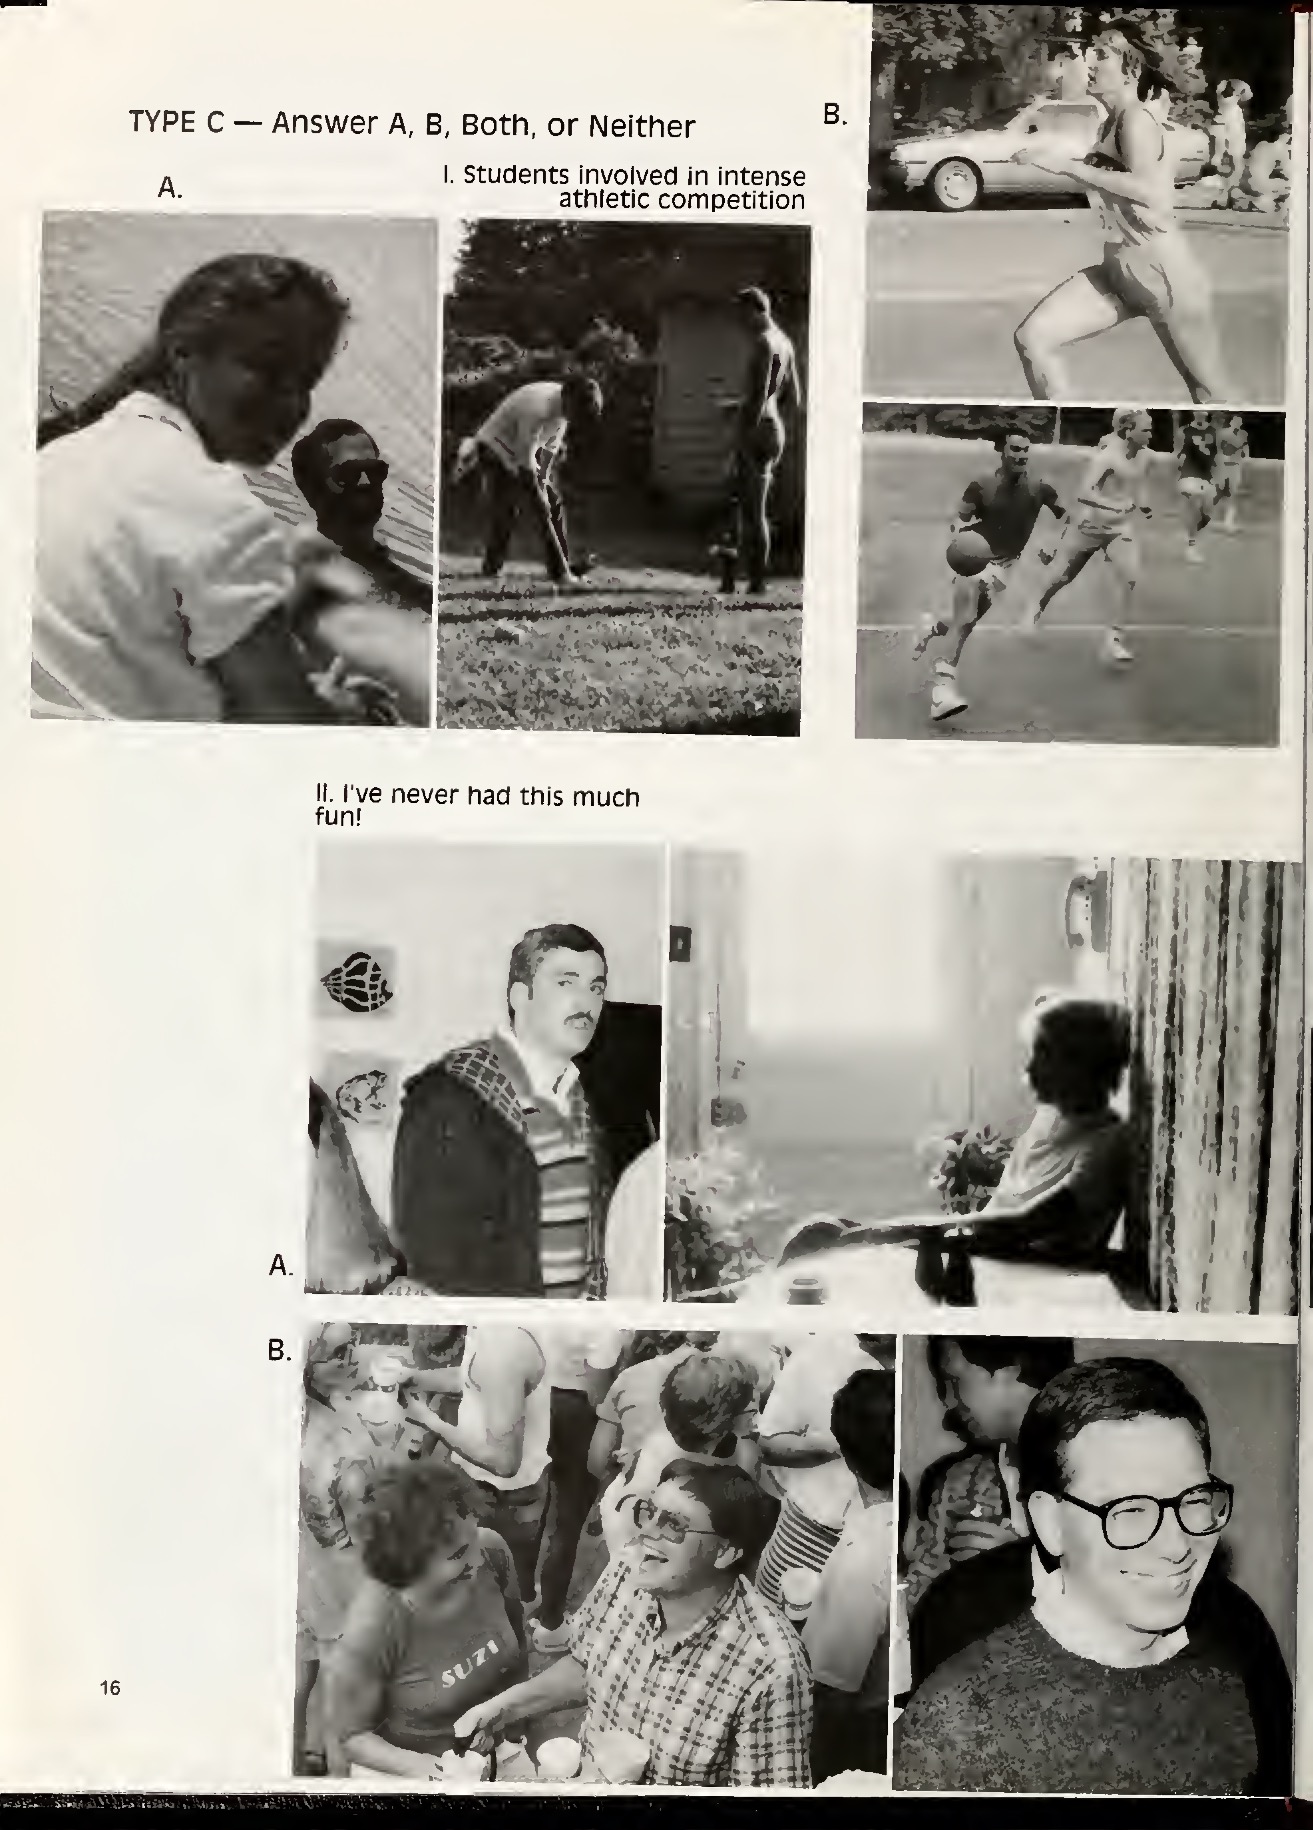 TYPE C — Answer A, B, Both, or Neither
A.
I. Students involved in intense
athletic competition
B.
II. I've never had this much
fun!
A.
B.
SUZI
16